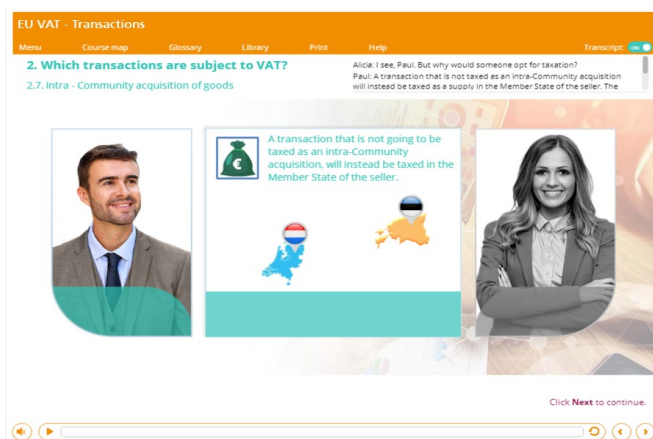 EU VAT - Transactions
Menu Course map Glossary Library Print Help Transcript: ON
2. Which transactions are subject to VAT?
2.7. Intra - Community acquisition of goods
Alicia: I see, Paul. But why would someone opt for taxation?
Paul: A transaction that is not taxed as an intra-Community acquisition
will instead be taxed as a supply in the Member State of the seller. The
A transaction that is not going to be
taxed as an intra-Community
acquisition, will instead be taxed in the
Member State of the seller.
€
Click Next to continue.